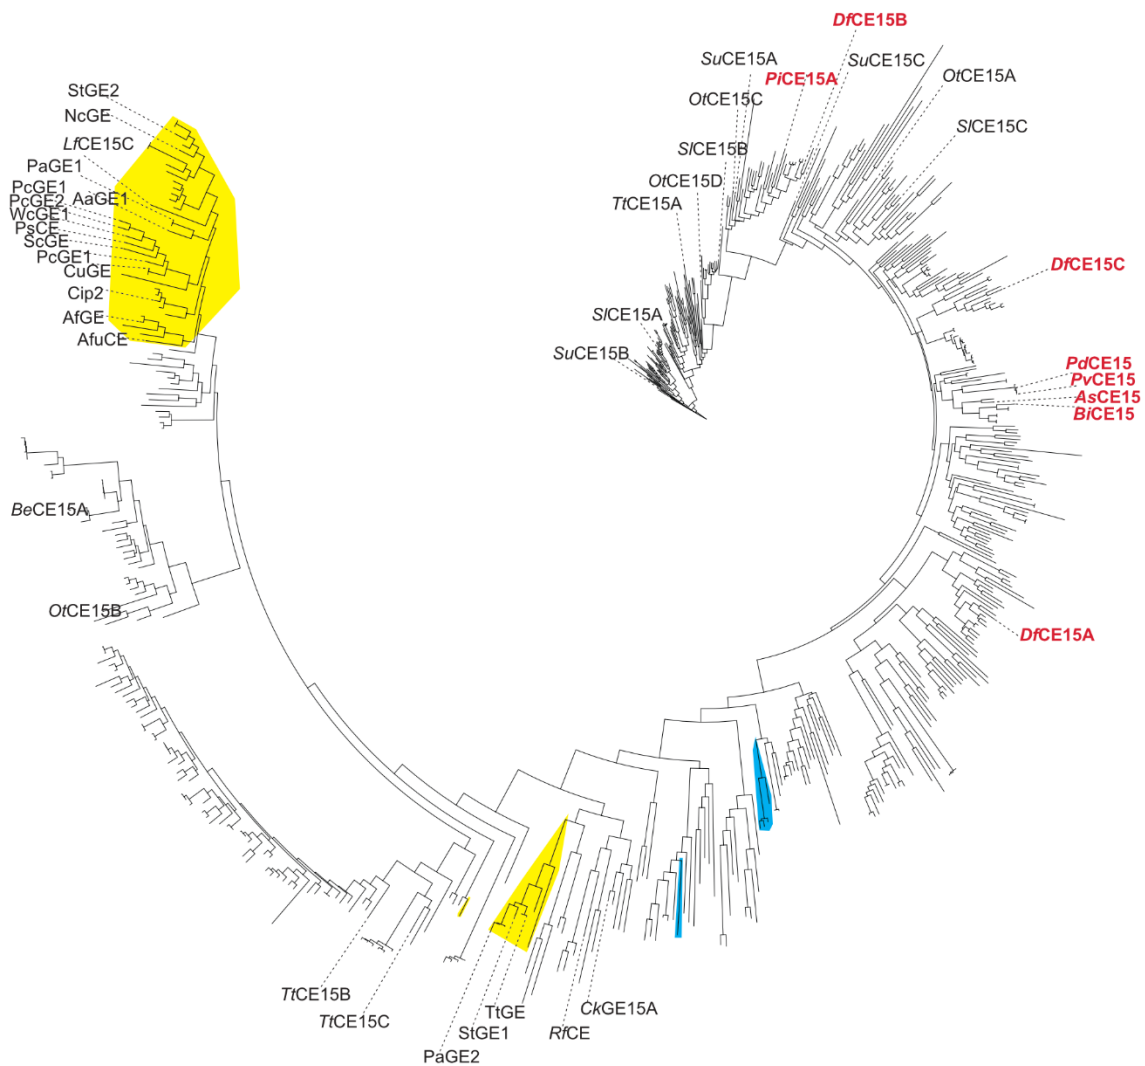 DfCE15B
SuCE15A
SuCE15C
PiCE15A
OtCE15A
OtCE15C
SlCE15C
SlCE15B
OtCE15D
TtCE15A
StGE2
NcGE
LfCE15C
PaGE1
PcGE1
AaGE1
PcGE2
WcGE1
PsCE
ScGE
PcGE1
CuGE
Cip2
AfGE
AfuCE
DfCE15C
SlCE15A
SuCE15B
PdCE15
PvCE15
AsCE15
BiCE15
BeCE15A
OtCE15B
DfCE15A
TtCE15B
TtCE15C
TtGE
StGE1
PaGE2
CkGE15A
RfCE